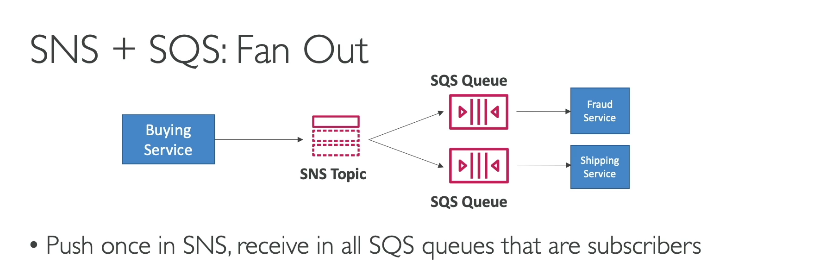 SNS + SQS: Fan Out
SQS Queue
Fraud
Service
Buying
Service
SNS Topic
Shipping
Service
SQS Queue
• Push once in SNS, receive in all SQS queues that are subscribers